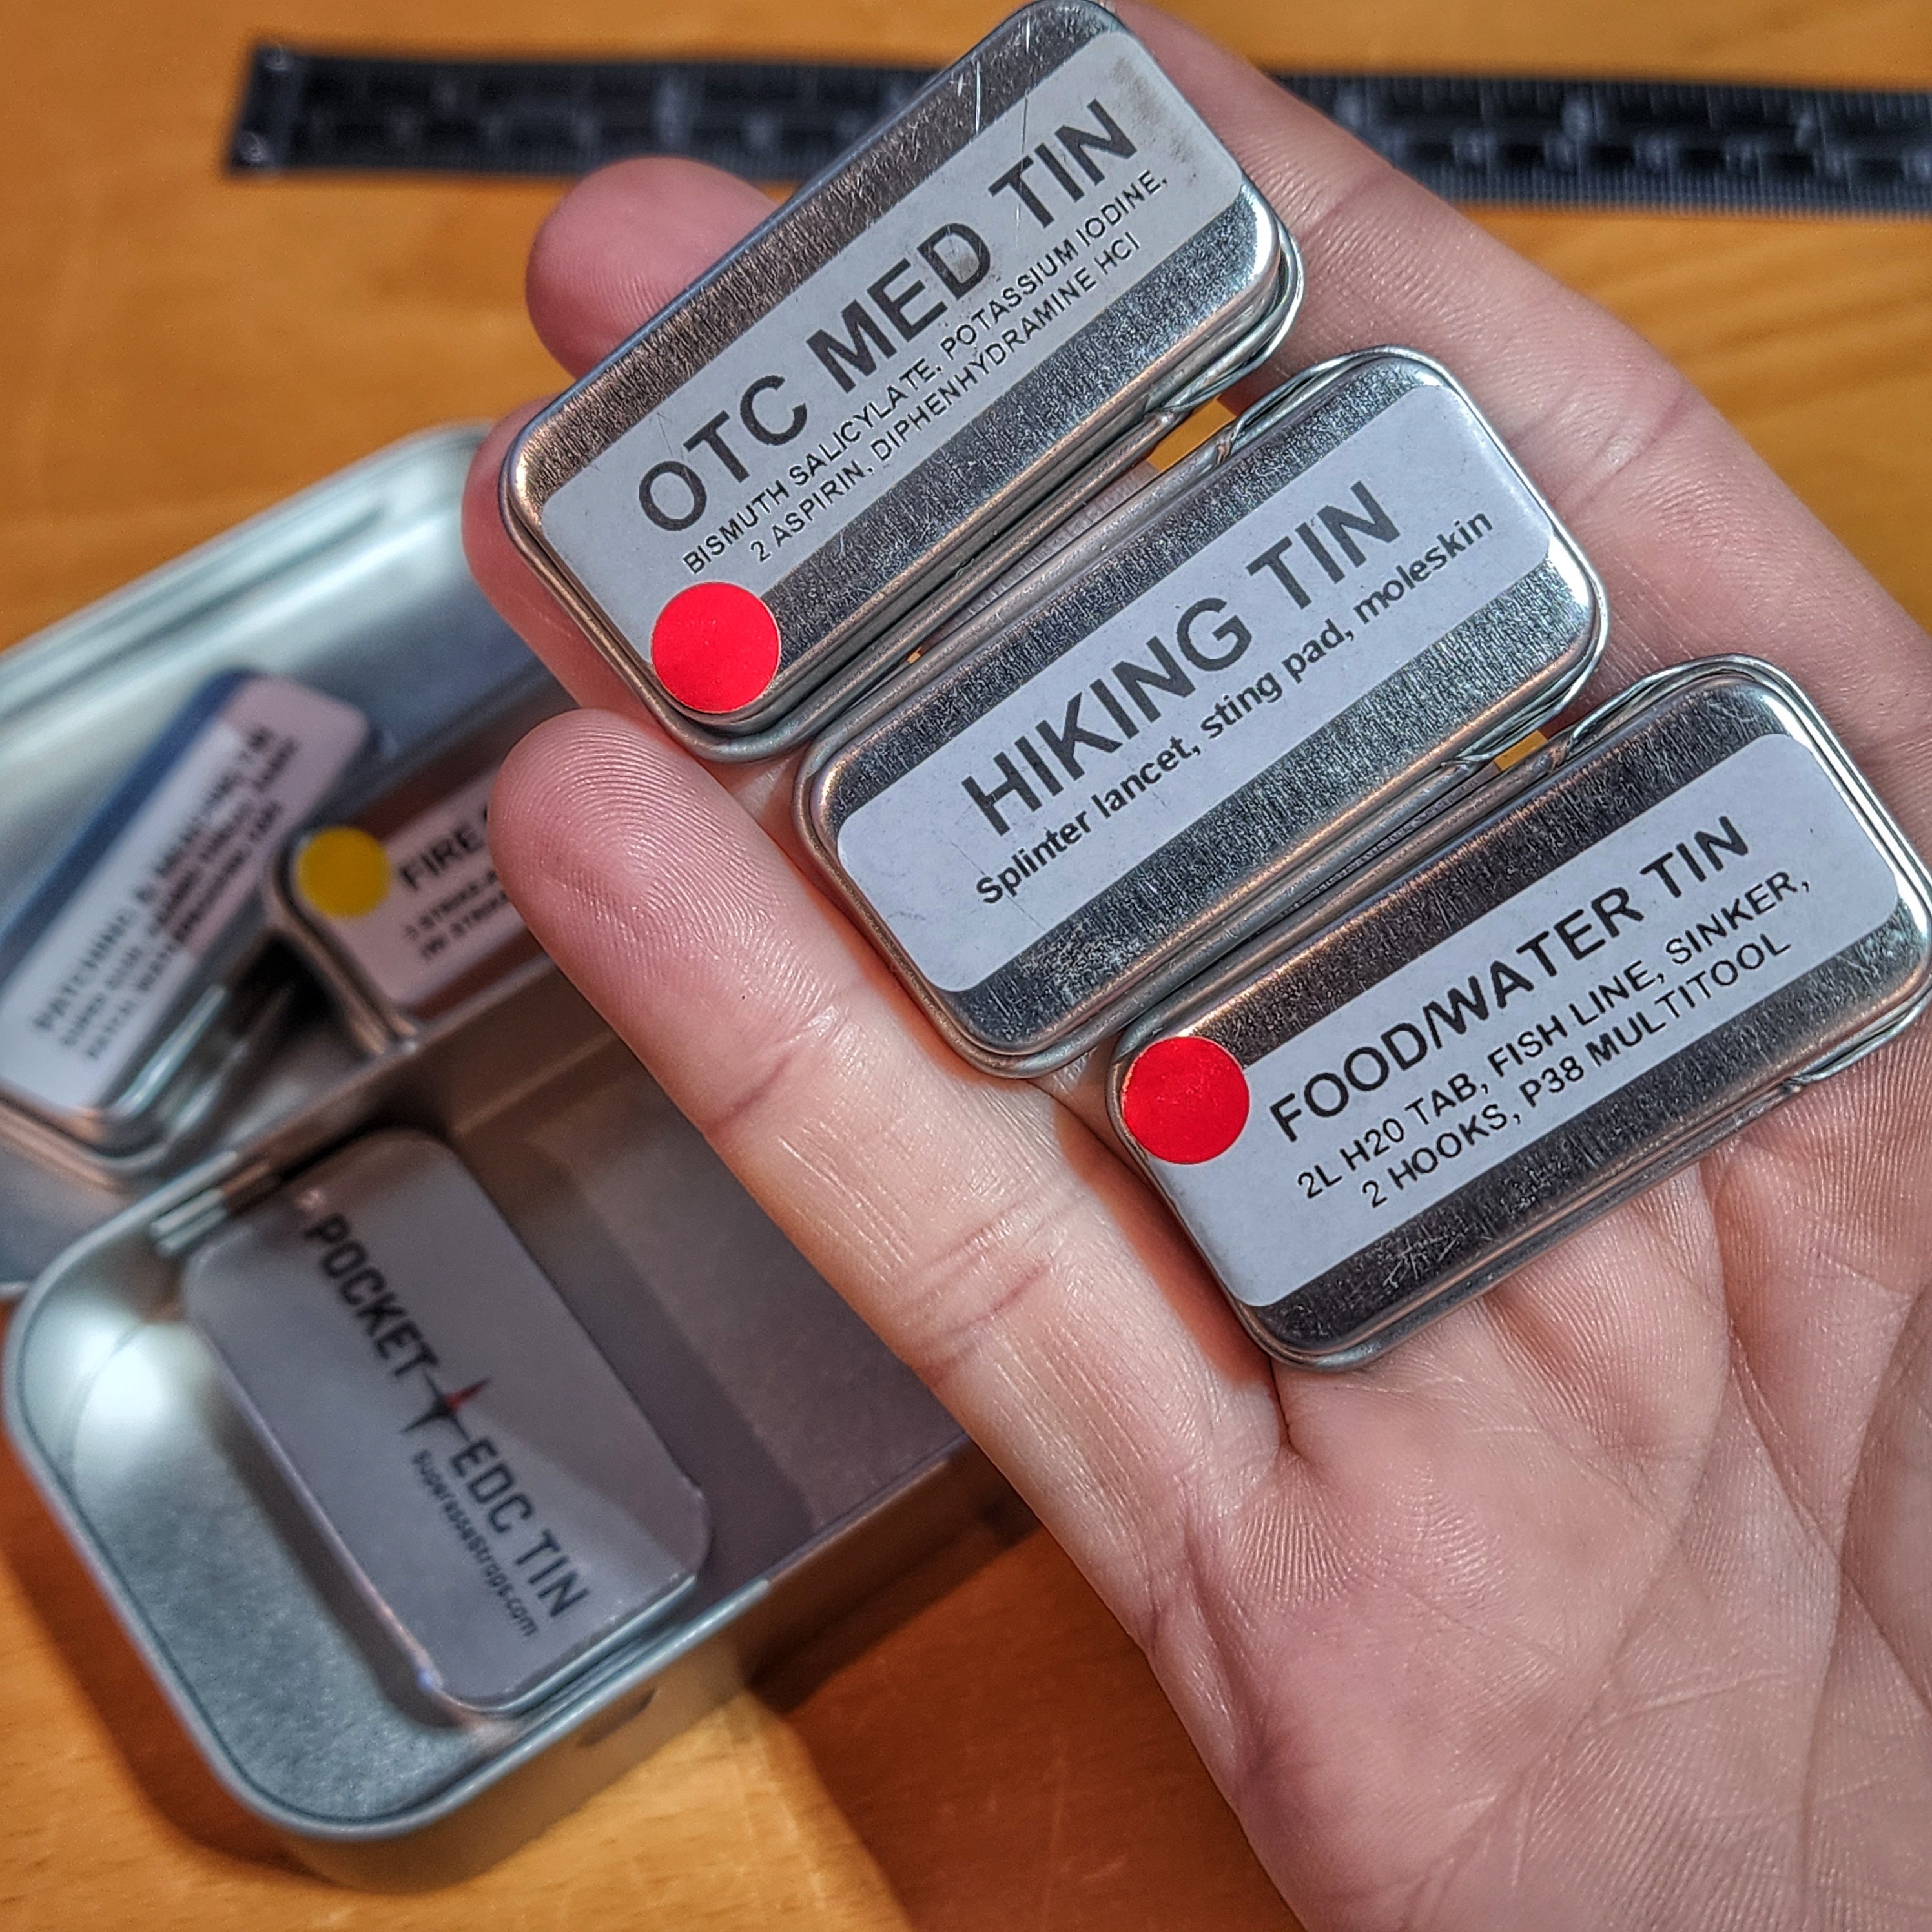 OTC MED TIN
BISMUTH SALICYLATE, POTASSIUM IODINE,
2 ASPIRIN, DIPHENHYDRAMINE HCl
HIKING TIN
Splinter lancet, sting pad, moleskin
FOOD/WATER TIN
2L H20 TAB, FISH LINE, SINKER,
2 HOOKS, P38 MULTITOOL
FIRE
POCKET EDC TIN